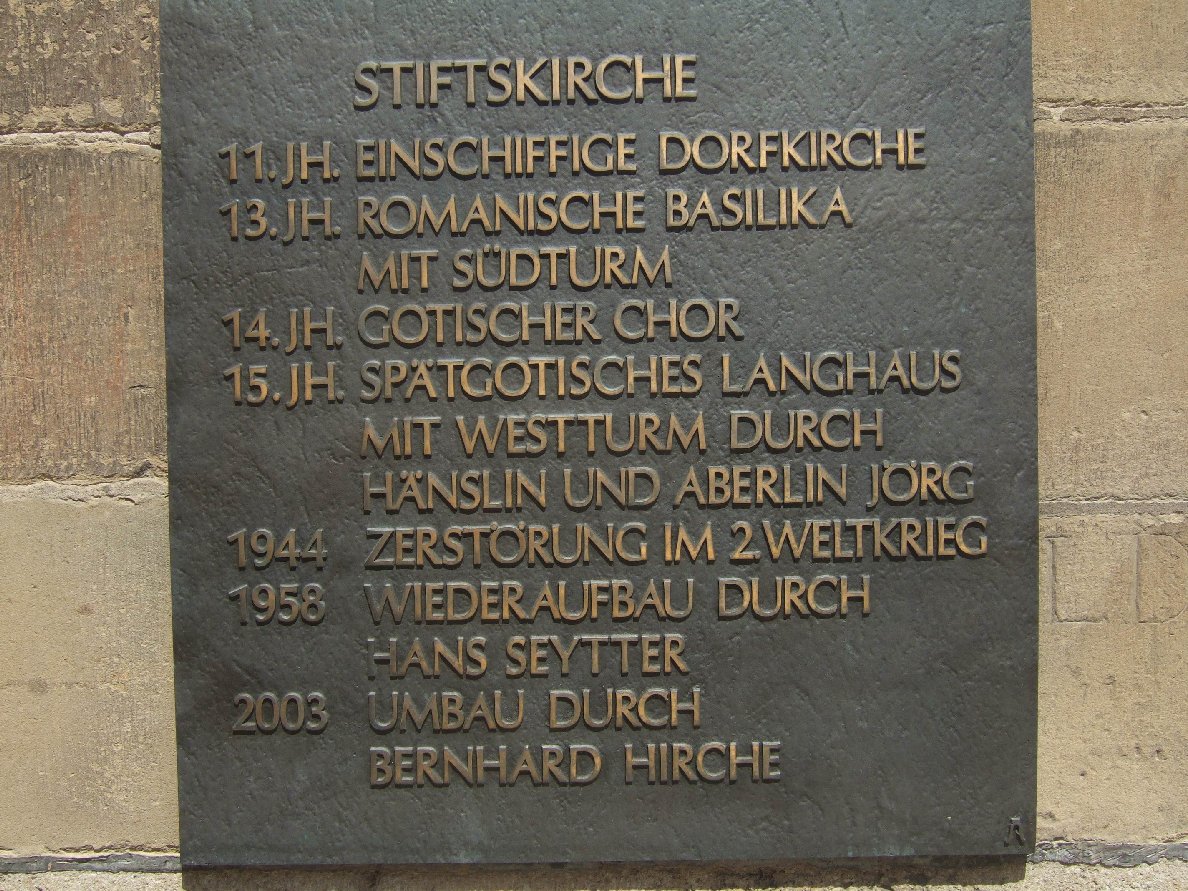 STIFTSKIRCHE
11. JH. EINSCHIFFIGE DORFKIRCHE
13. JH. ROMANISCHE BASILIKA
MIT SÜDTURM
14. JH. GOTISCHER CHOR
15. JH. SPÄTGOTISCHES LANGHAUS
MIT WESTTURM DURCH
HÄNSLIN UND ABERLIN JÖRG
1944 ZERSTÖRUNG IM 2. WELTKRIEG
1958 WIEDERAUFBAU DURCH
HANS SEYTTER
2003 UMBAU DURCH
BERNHARD HIRCHE